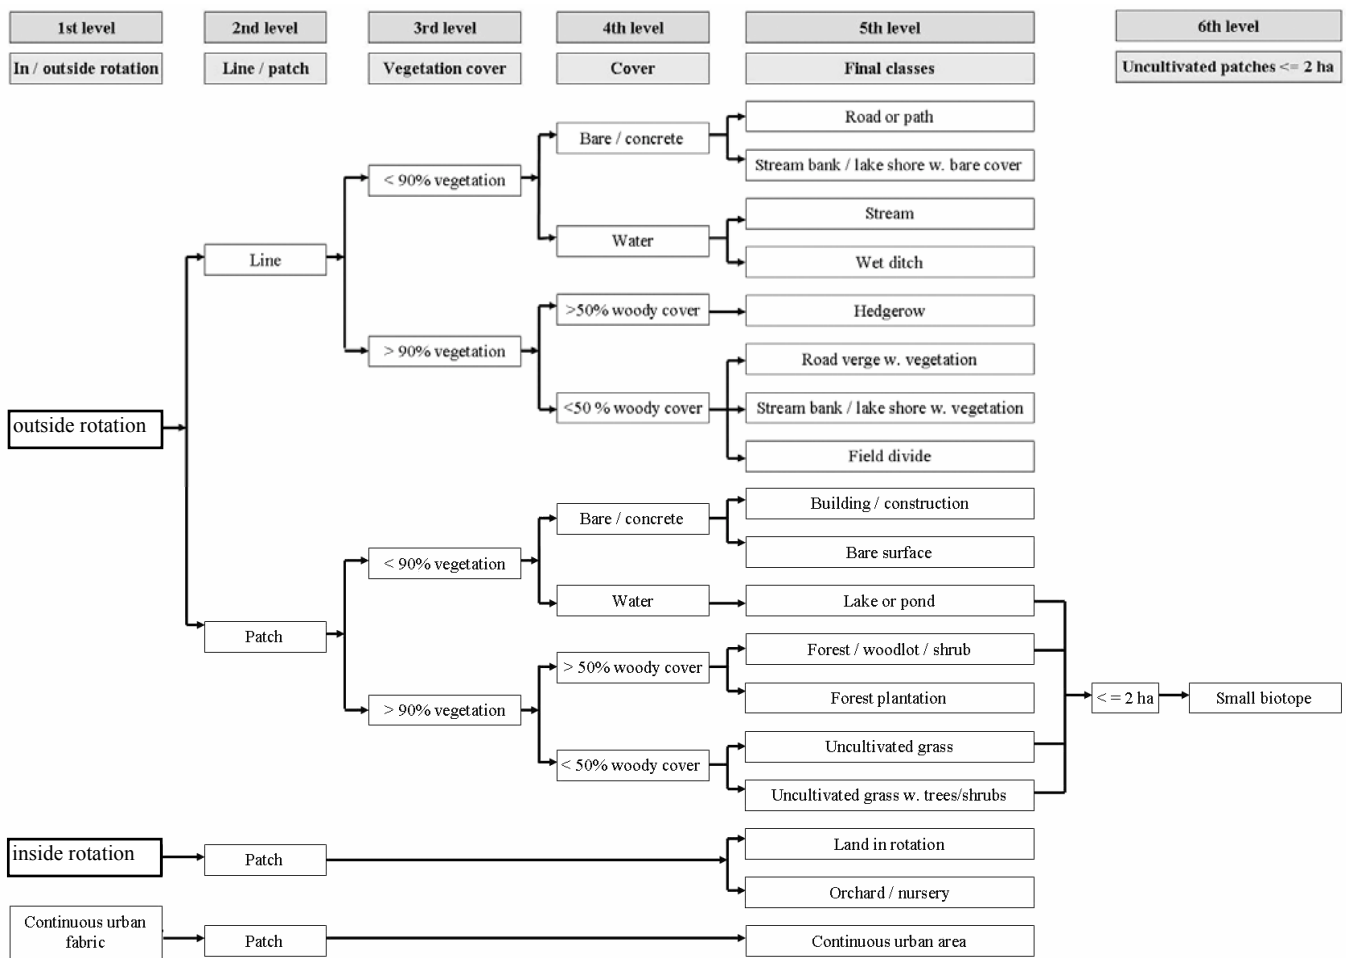 1st level
2nd level
3rd level
4th level
5th level
6th level
In / outside rotation
Line / patch
Vegetation cover
Cover
Final classes
Uncultivated patches <= 2 ha
Road or path
Bare / concrete
Stream bank / lake shore w. bare cover
< 90% vegetation
Stream
Water
Wet ditch
Line
>50% woody cover
Hedgerow
> 90% vegetation
Road verge w. vegetation
<50 % woody cover
Stream bank / lake shore w. vegetation
outside rotation
Field divide
Building / construction
Bare / concrete
Bare surface
< 90% vegetation
Water
Lake or pond
Patch
Forest / woodlot / shrub
> 50% woody cover
Forest plantation
< = 2 ha
Small biotope
> 90% vegetation
Uncultivated grass
< 50% woody cover
Uncultivated grass w. trees/shrubs
inside rotation
Patch
Land in rotation
Orchard / nursery
Continuous urban
fabric
Patch
Continuous urban area